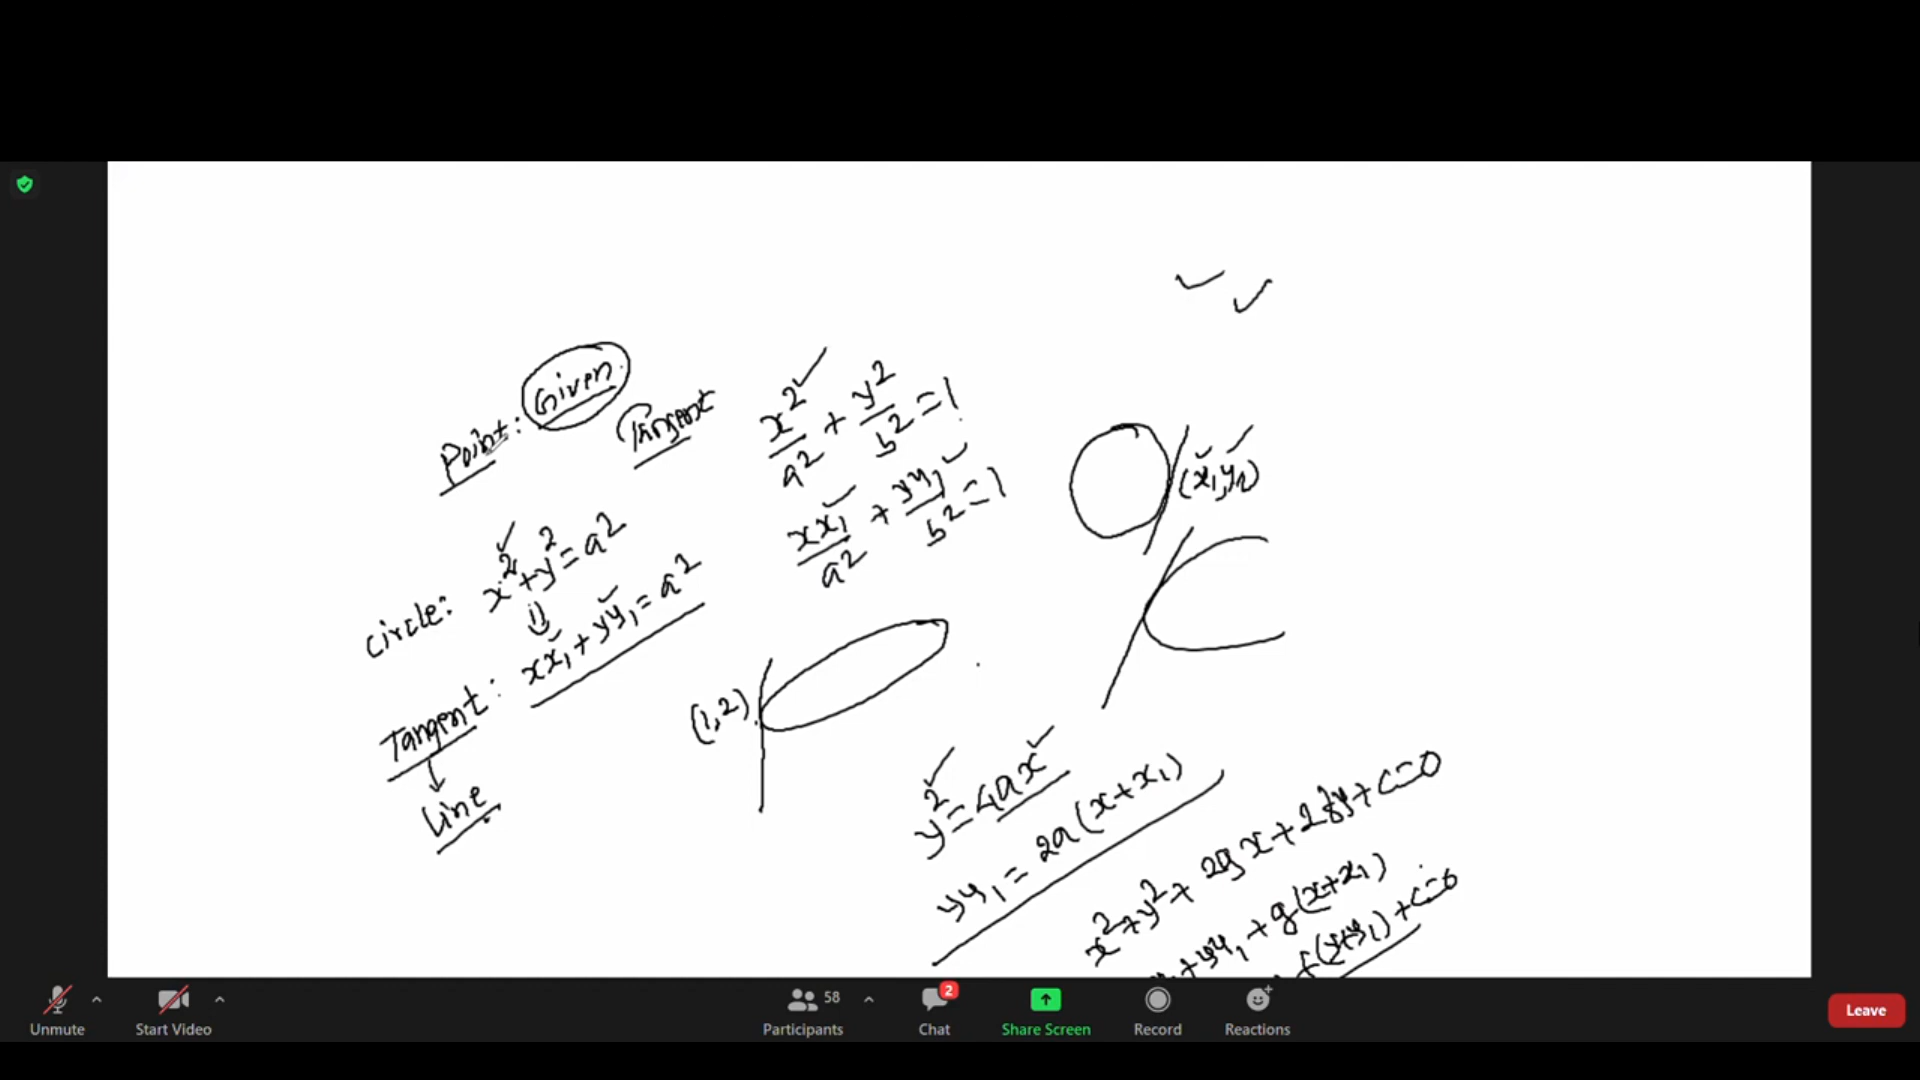 Point: Given
Tangent
circle: x²+y²=a²
⇓
Tangent: xx₁+yy₁=a²
↓
Line
x²/a² + y²/b² = 1
xx₁/a² + yy₁/b² = 1
(x₁,y₁)
(1,2)
y²=4ax
yy₁=2a(x+x₁)
x²+y²+2gx+2fy+c=0
+yy₁+g(x+x₁)
f(y+y₁)+c=0
Unmute
Start Video
58
Participants
2
Chat
Share Screen
Record
Reactions
Leave